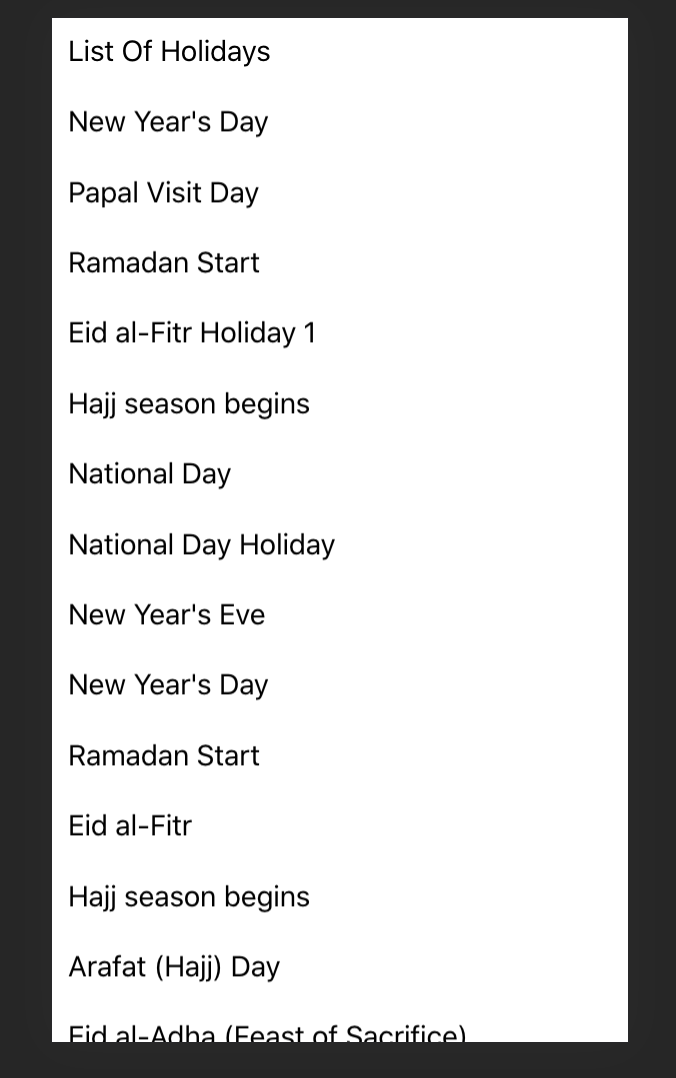 List Of Holidays
New Year's Day
Papal Visit Day
Ramadan Start
Eid al-Fitr Holiday 1
Hajj season begins
National Day
National Day Holiday
New Year's Eve
New Year's Day
Ramadan Start
Eid al-Fitr
Hajj season begins
Arafat (Hajj) Day
Eid al-Adha (Feast of Sacrifice)